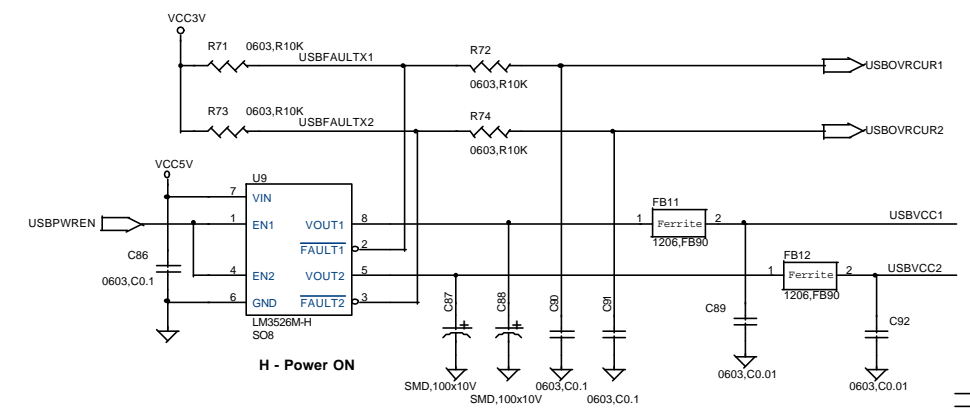 VCC3V
R71 0603,R10K
USBFAULTX1
R72
0603,R10K
USBOVRCUR1
R73 0603,R10K
USBFAULTX2
R74
0603,R10K
USBOVRCUR2
VCC5V
U9
7 VIN
USBPWREN
1 EN1 VOUT1 8
FAULT1 2
4 EN2 VOUT2 5
6 GND FAULT2 3
C86
0603,C0.1
LM3526M-H
SO8
H - Power ON
FB11
1 Ferrite 2
1206,FB90
USBVCC1
FB12
1 Ferrite 2
1206,FB90
USBVCC2
C87
C88
C90
C91
C89
C92
SMD,100x10V
SMD,100x10V
0603,C0.1
0603,C0.1
0603,C0.01
0603,C0.01